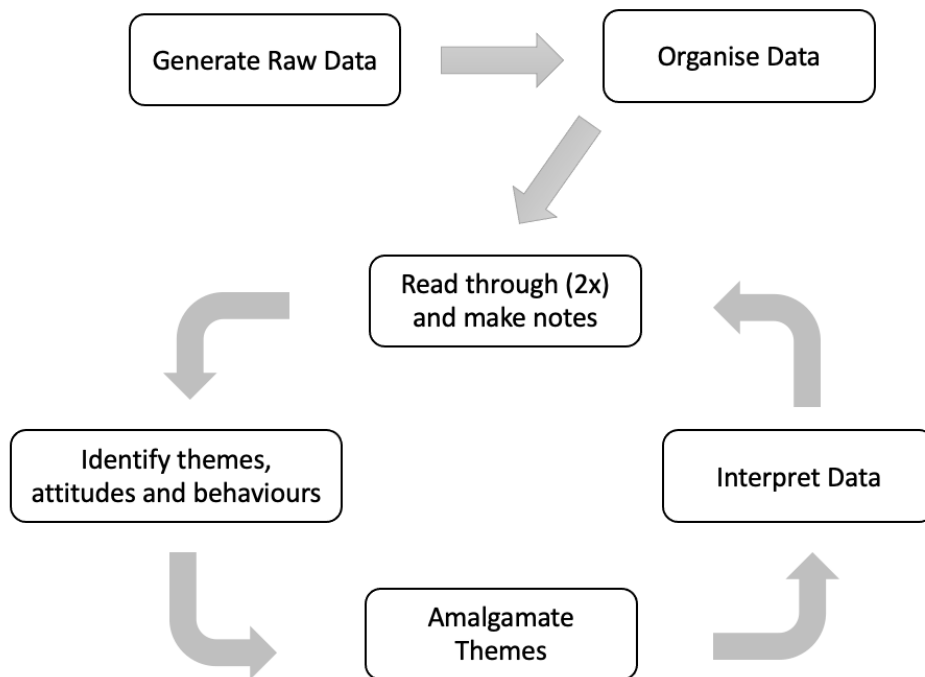 Generate Raw Data
Organise Data
Read through (2x)
and make notes
Identify themes,
attitudes and behaviours
Interpret Data
Amalgamate
Themes